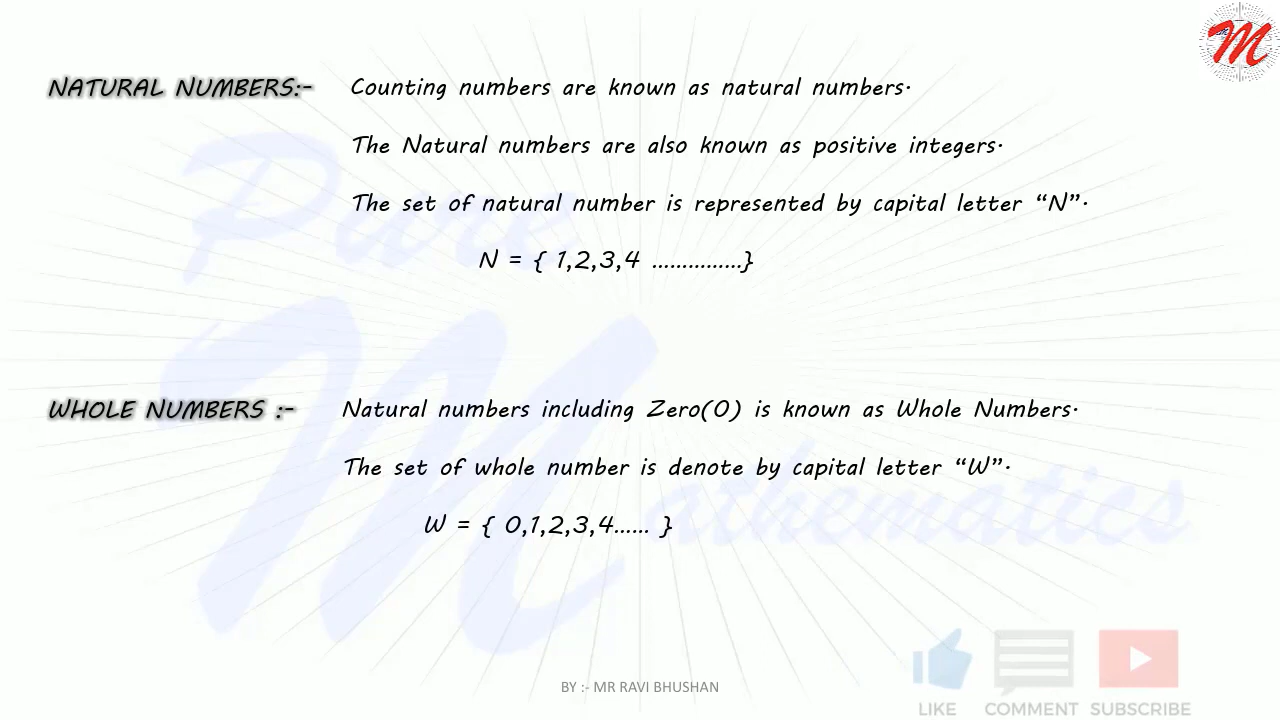 NATURAL NUMBERS:- Counting numbers are known as natural numbers.
The Natural numbers are also known as positive integers.
The set of natural number is represented by capital letter “N”.
N = { 1,2,3,4 ...............}
WHOLE NUMBERS :- Natural numbers including Zero(0) is known as Whole Numbers.
The set of whole number is denote by capital letter “W”.
W = { 0,1,2,3,4...... }
Pure
Mathematics
BY :- MR RAVI BHUSHAN
LIKE COMMENT SUBSCRIBE
M